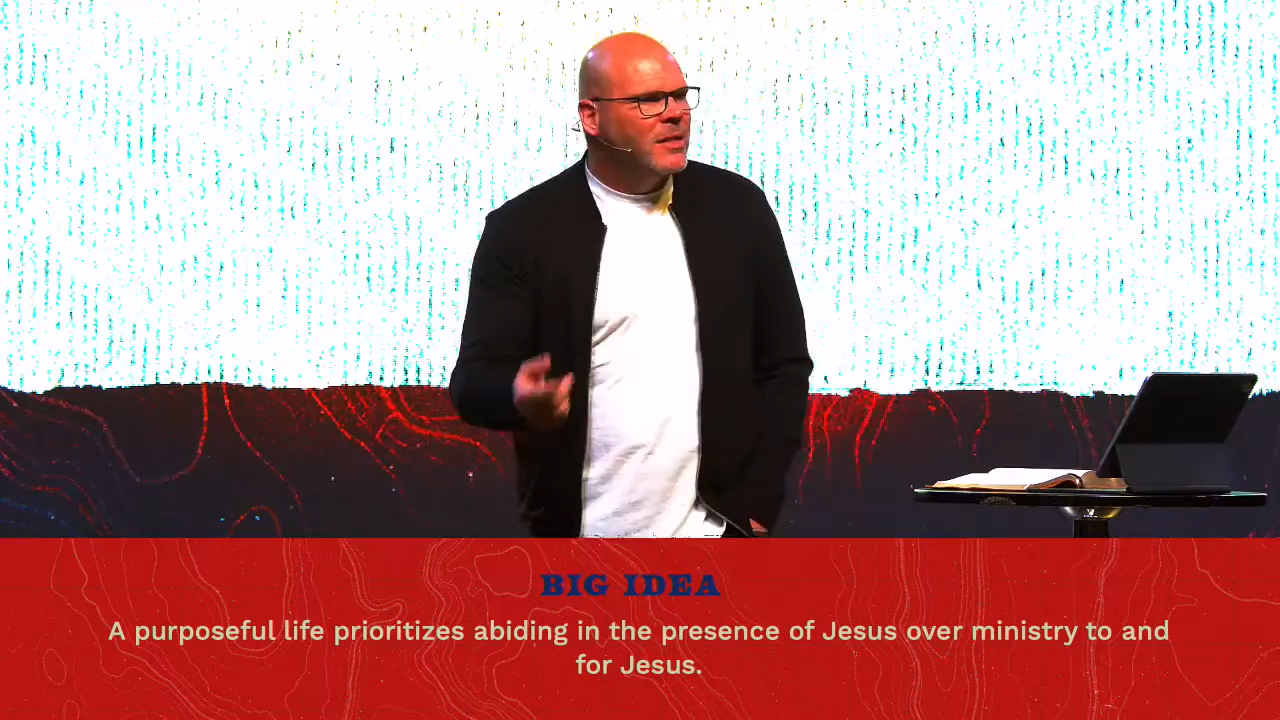 BIG IDEA
A purposeful life prioritizes abiding in the presence of Jesus over ministry to and
for Jesus.